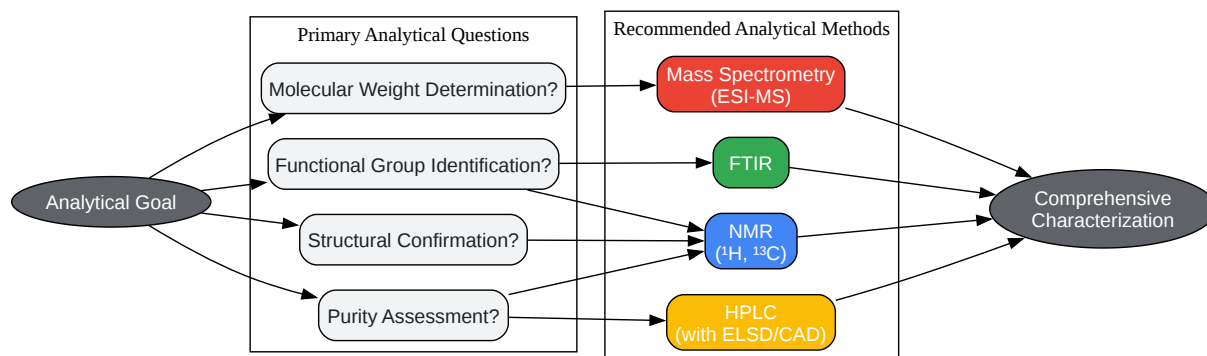 Primary Analytical Questions
Recommended Analytical Methods
Molecular Weight Determination?
Mass Spectrometry
(ESI-MS)
Functional Group Identification?
FTIR
Analytical Goal
Comprehensive
Characterization
Structural Confirmation?
NMR
(¹H, ¹³C)
Purity Assessment?
HPLC
(with ELSD/CAD)